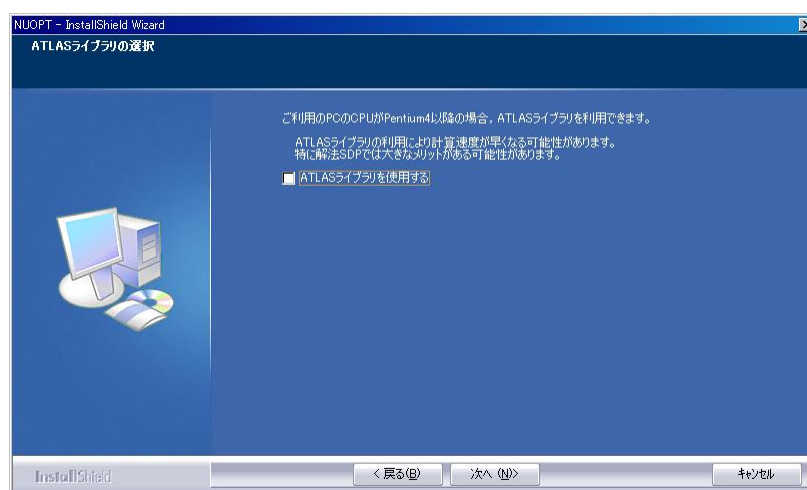 NUOPT - InstallShield Wizard
ATLASライブラリの選択
ご利用のPCのCPUがPentium4以降の場合，ATLASライブラリを利用できます。
ATLASライブラリの利用により計算速度が早くなる可能性があります。
特に解法SDPでは大きなメリットがある可能性があります。
ATLASライブラリを使用する
InstallShield
< 戻る(B)
次へ (N)>
キャンセル